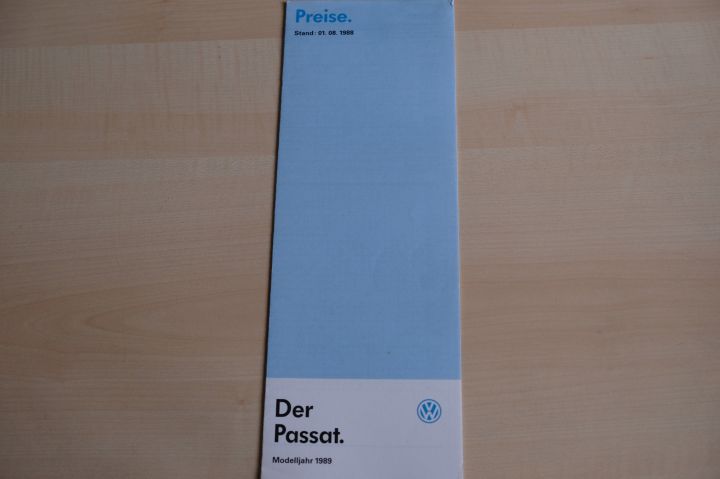 Preise.
Stand: 01. 08. 1988
Der
Passat.
Modelljahr 1989